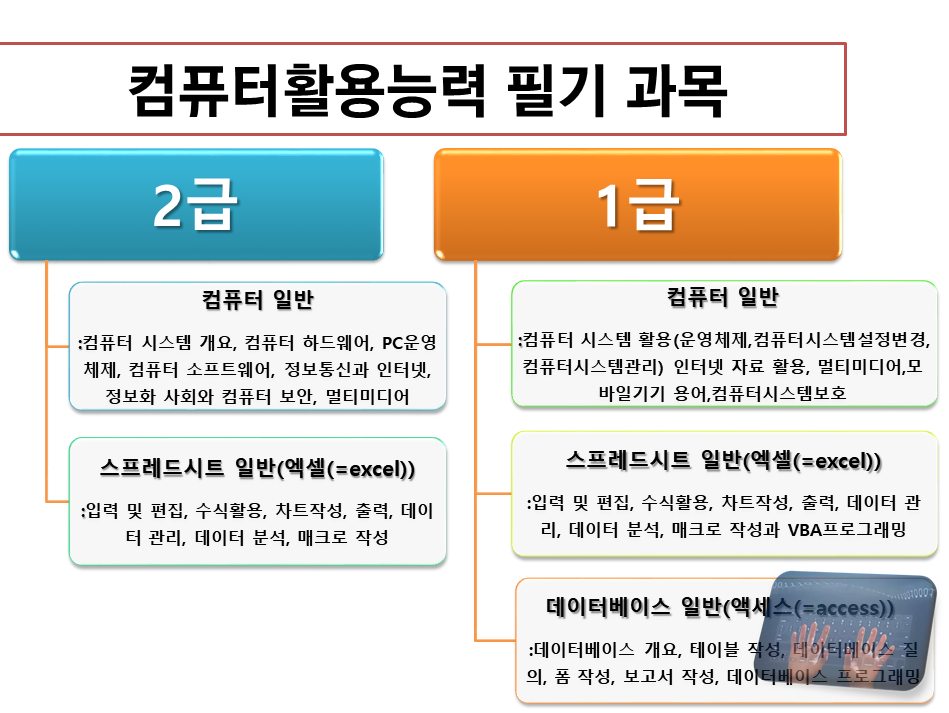 컴퓨터활용능력 필기 과목
2급
컴퓨터 일반
:컴퓨터 시스템 개요, 컴퓨터 하드웨어, PC운영
체제, 컴퓨터 소프트웨어, 정보통신과 인터넷,
정보화 사회와 컴퓨터 보안, 멀티미디어
스프레드시트 일반(엑셀(=excel))
:입력 및 편집, 수식활용, 차트작성, 출력, 데이
터 관리, 데이터 분석, 매크로 작성
1급
컴퓨터 일반
:컴퓨터 시스템 활용(운영체제,컴퓨터시스템설정변경,
컴퓨터시스템관리) 인터넷 자료 활용, 멀티미디어,모
바일기기 용어,컴퓨터시스템보호
스프레드시트 일반(엑셀(=excel))
:입력 및 편집, 수식활용, 차트작성, 출력, 데이터 관
리, 데이터 분석, 매크로 작성과 VBA프로그래밍
데이터베이스 일반(액세스(=access))
:데이터베이스 개요, 테이블 작성, 데이터베이스 질
의, 폼 작성, 보고서 작성, 데이터베이스 프로그래밍